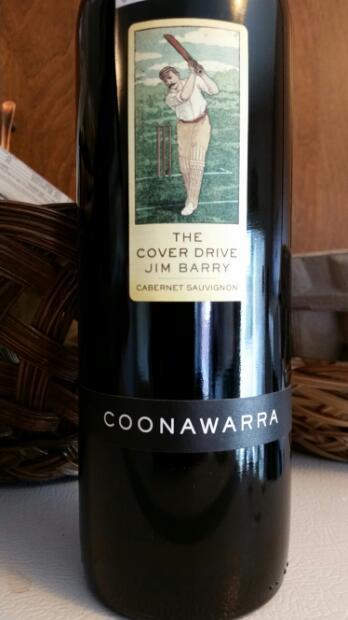 THE
COVER DRIVE
JIM BARRY
CABERNET SAUVIGNON
COONAWARRA